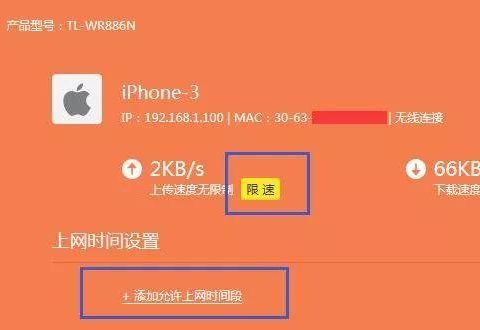 产品型号：TL-WR886N
iPhone-3
IP：192.168.1.100 | MAC：30-63- | 无线连接
2KB/s 66KB
上传速度无限制 限 速 下载速度
上网时间设置
+ 添加允许上网时间段